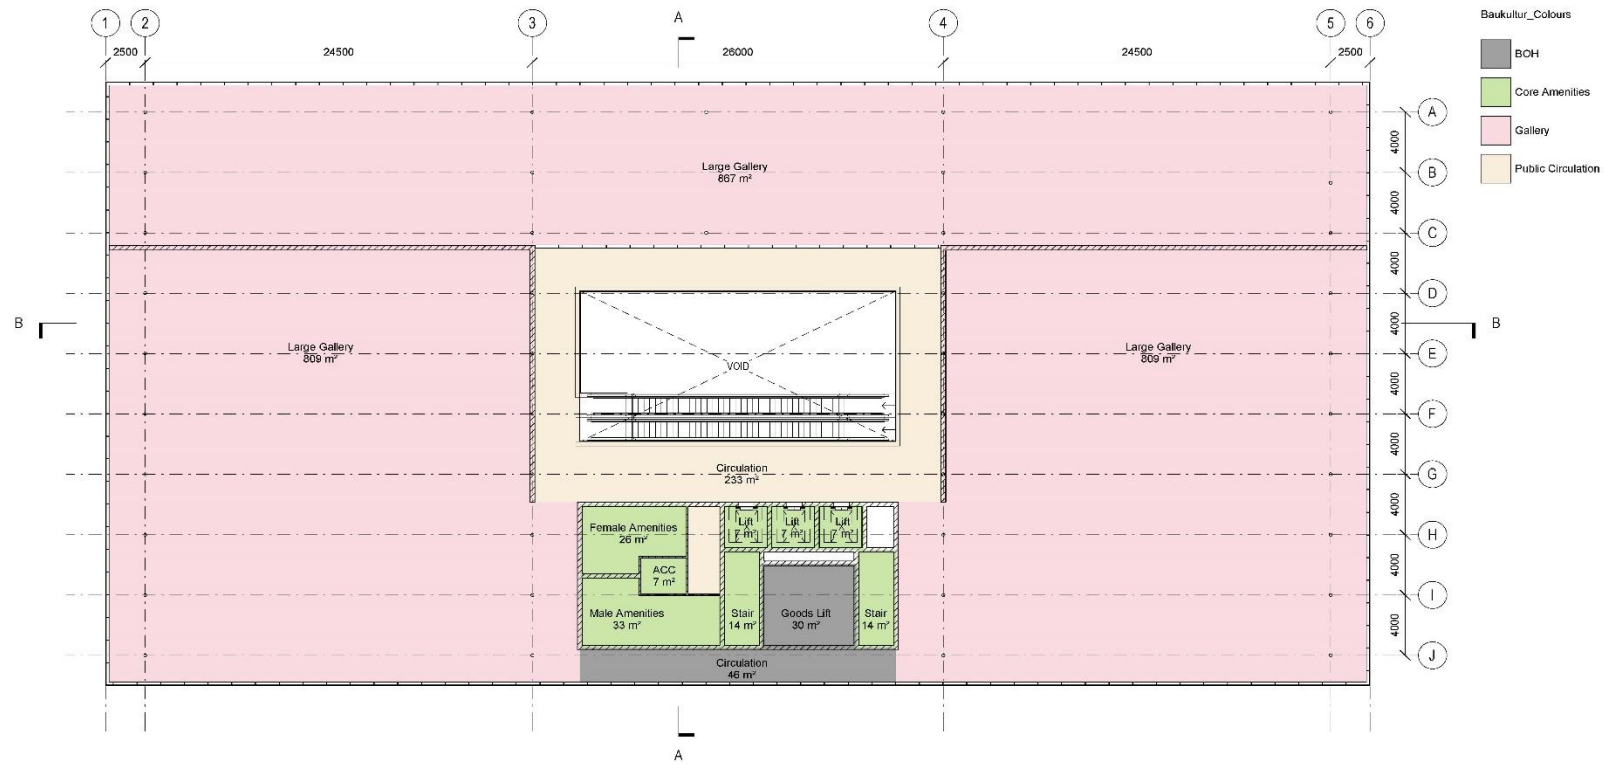 1
2
3
A
4
5
6
2500
24500
26000
24500
2500
Baukultur_Colours
BOH
Core Amenities
Gallery
Public Circulation
A
4000
B
4000
C
4000
D
4000
E
4000
F
4000
G
4000
H
4000
I
4000
J
Large Gallery
867 m²
B
B
Large Gallery
809 m²
VOID
Large Gallery
809 m²
Circulation
233 m²
Female Amenities
26 m²
Lift
7 m²
Lift
7 m²
Lift
7 m²
ACC
7 m²
Male Amenities
33 m²
Stair
14 m²
Goods Lift
30 m²
Stair
14 m²
Circulation
46 m²
A